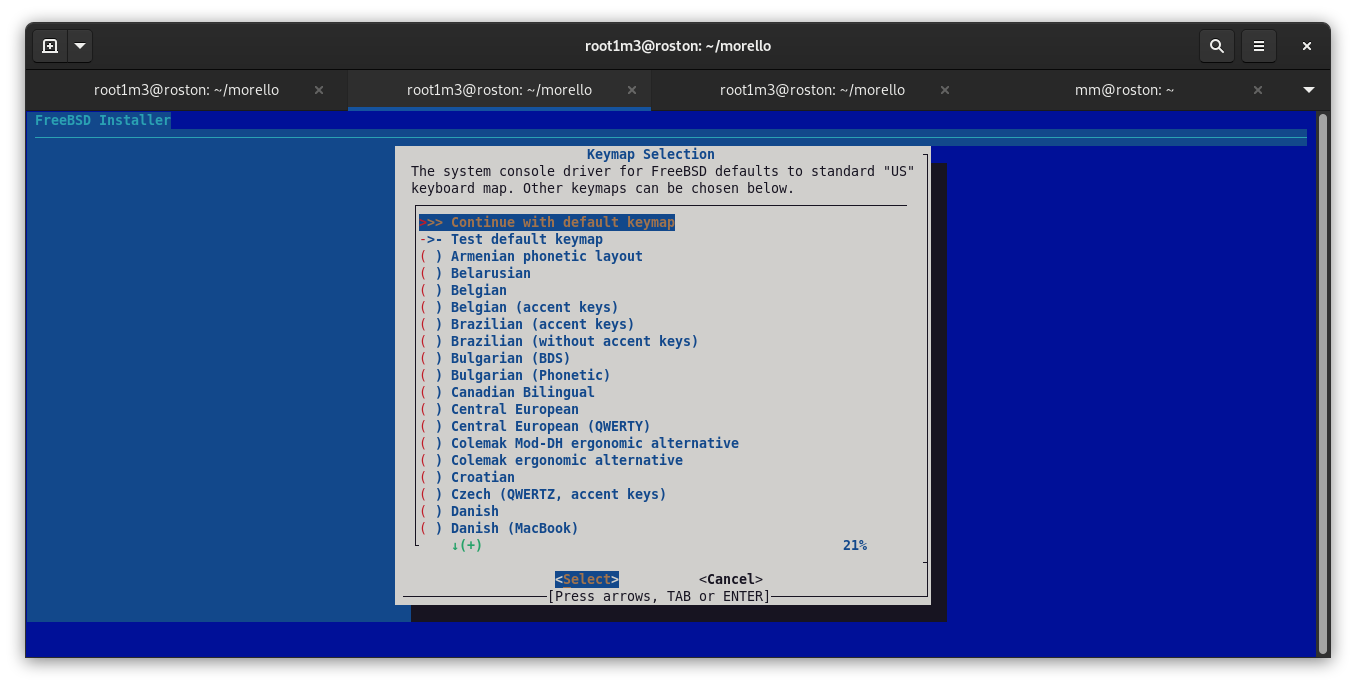 root1m3@roston: ~/morello
root1m3@roston: ~/morello
root1m3@roston: ~/morello
root1m3@roston: ~/morello
mm@roston: ~
FreeBSD Installer
Keymap Selection
The system console driver for FreeBSD defaults to standard "US"
keyboard map. Other keymaps can be chosen below.
>>> Continue with default keymap
->- Test default keymap
( ) Armenian phonetic layout
( ) Belarusian
( ) Belgian
( ) Belgian (accent keys)
( ) Brazilian (accent keys)
( ) Brazilian (without accent keys)
( ) Bulgarian (BDS)
( ) Bulgarian (Phonetic)
( ) Canadian Bilingual
( ) Central European
( ) Central European (QWERTY)
( ) Colemak Mod-DH ergonomic alternative
( ) Colemak ergonomic alternative
( ) Croatian
( ) Czech (QWERTZ, accent keys)
( ) Danish
( ) Danish (MacBook)
↓(+) 21%
<Select> <Cancel>
[Press arrows, TAB or ENTER]